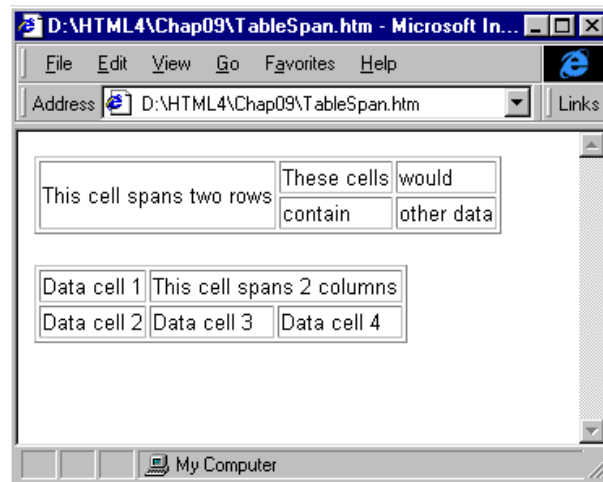 D:\HTML4\Chap09\TableSpan.htm - Microsoft In...
File Edit View Go Favorites Help
Address D:\HTML4\Chap09\TableSpan.htm Links
This cell spans two rows These cells would
contain other data
Data cell 1 This cell spans 2 columns
Data cell 2 Data cell 3 Data cell 4
My Computer